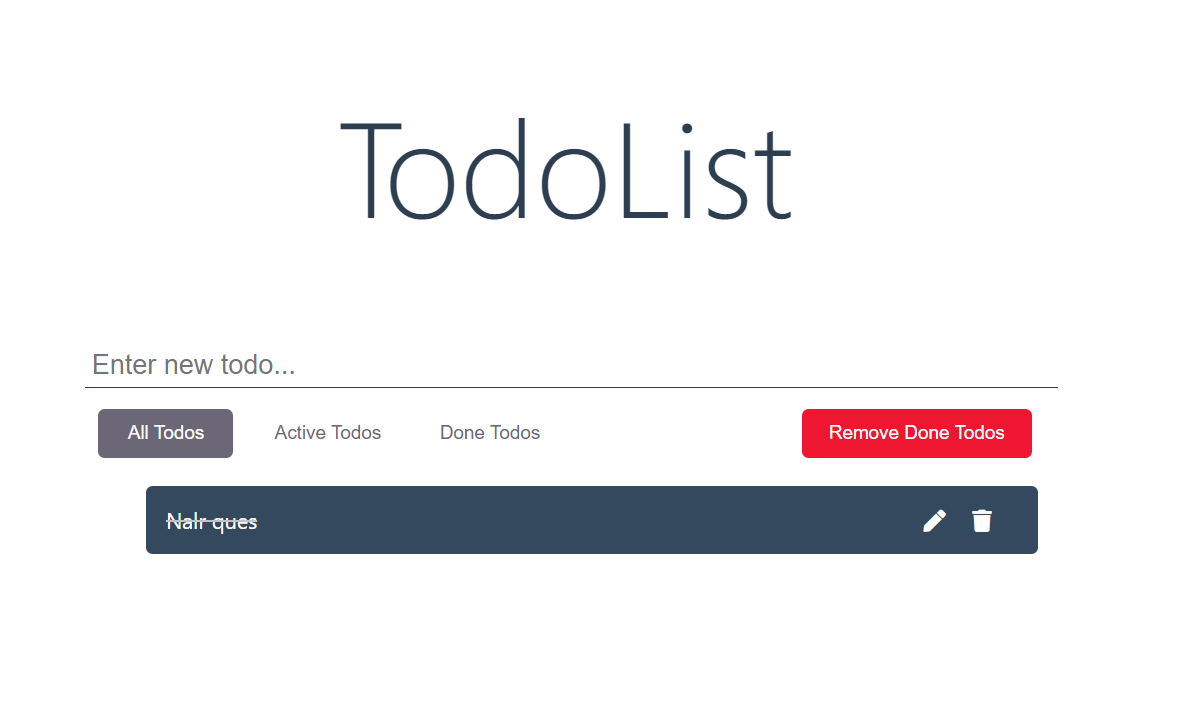 TodoList
Enter new todo...
All Todos Active Todos Done Todos Remove Done Todos
Nalr ques